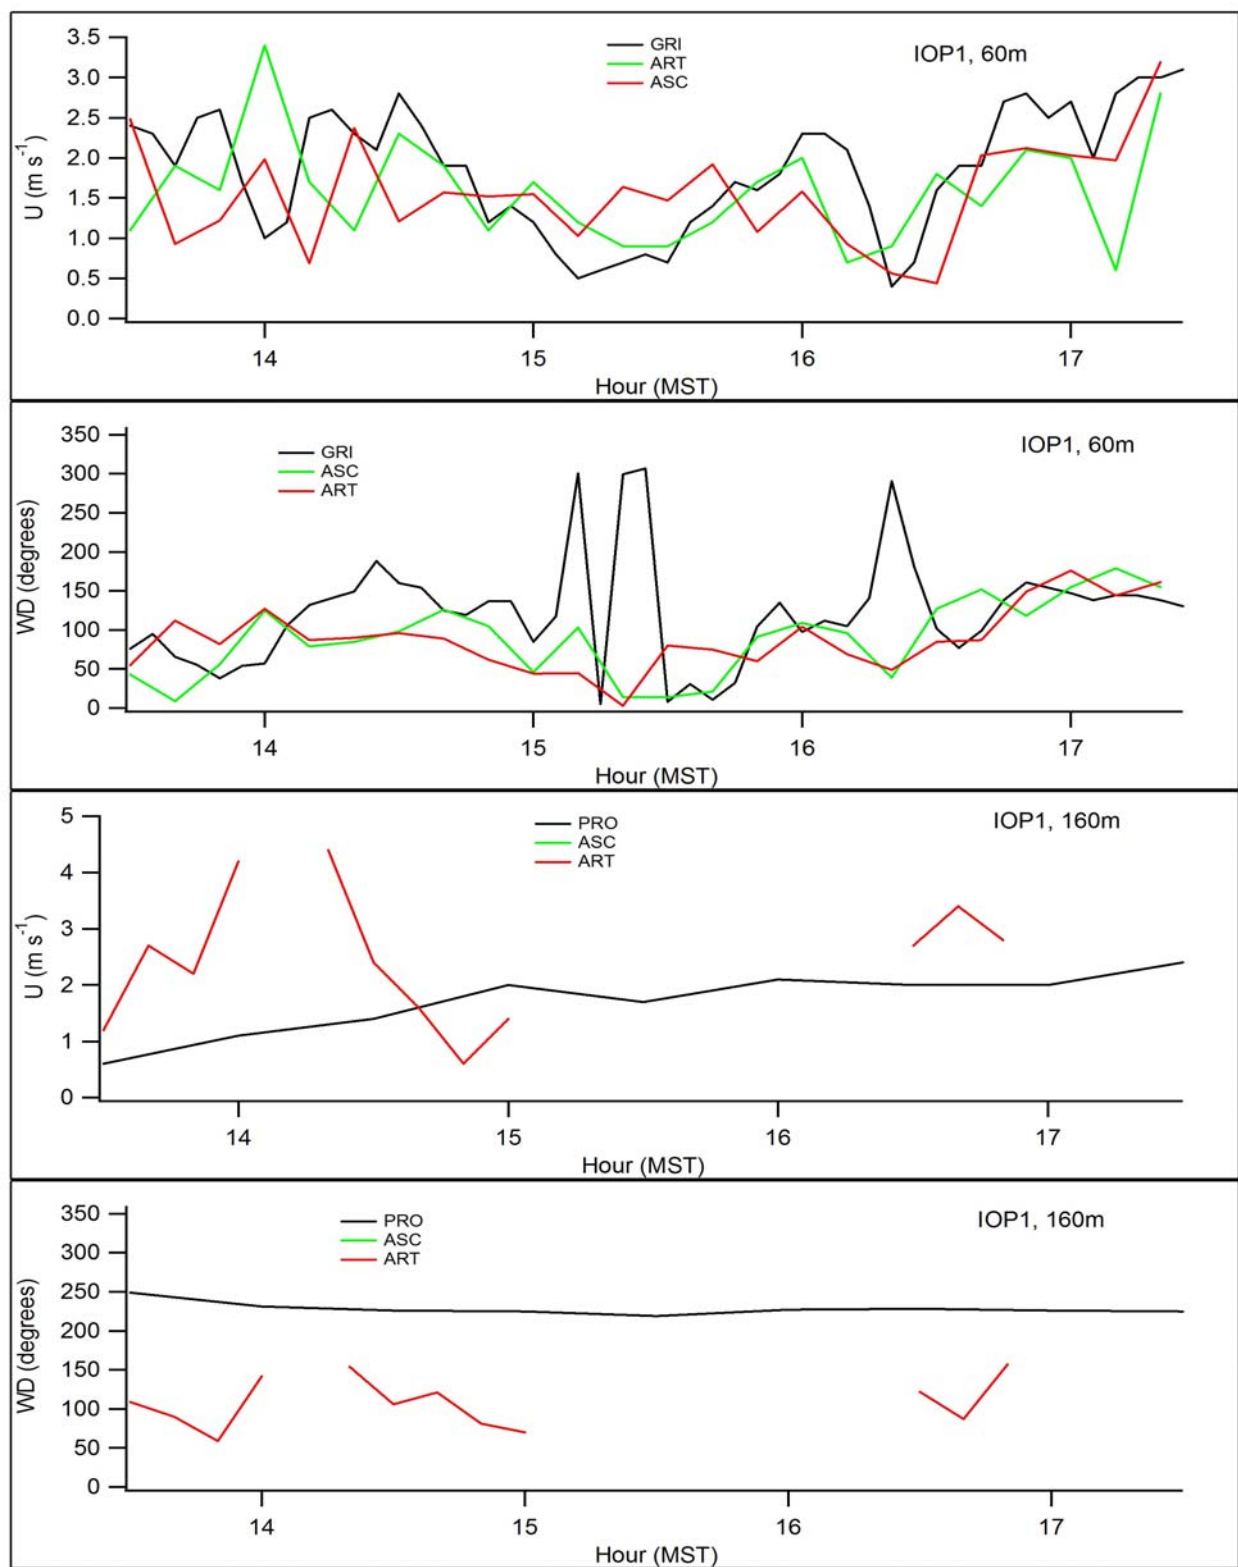 3.5
3.0
2.5
2.0
1.5
1.0
0.5
0.0
U (m s-1)
GRI
ART
ASC
IOP1, 60m
14 15 16 17
Hour (MST)
350
300
250
200
150
100
50
0
WD (degrees)
GRI
ASC
ART
IOP1, 60m
14 15 16 17
Hour (MST)
5
4
3
2
1
0
U (m s-1)
PRO
ASC
ART
IOP1, 160m
14 15 16 17
Hour (MST)
350
300
250
200
150
100
50
0
WD (degrees)
PRO
ASC
ART
IOP1, 160m
14 15 16 17
Hour (MST)